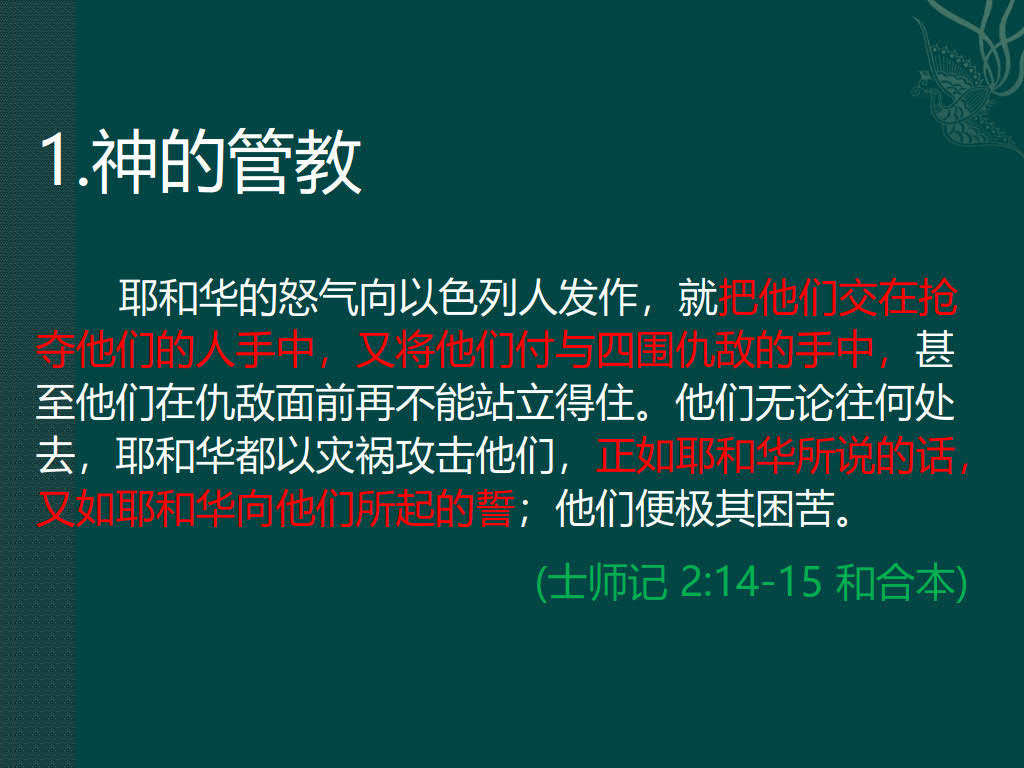 1.神的管教
耶和华的怒气向以色列人发作，就把他们交在抢
夺他们的人手中，又将他们付与四围仇敌的手中，甚
至他们在仇敌面前再不能站立得住。他们无论往何处
去，耶和华都以灾祸攻击他们，正如耶和华所说的话，
又如耶和华向他们所起的誓；他们便极其困苦。
(士师记 2:14-15 和合本)